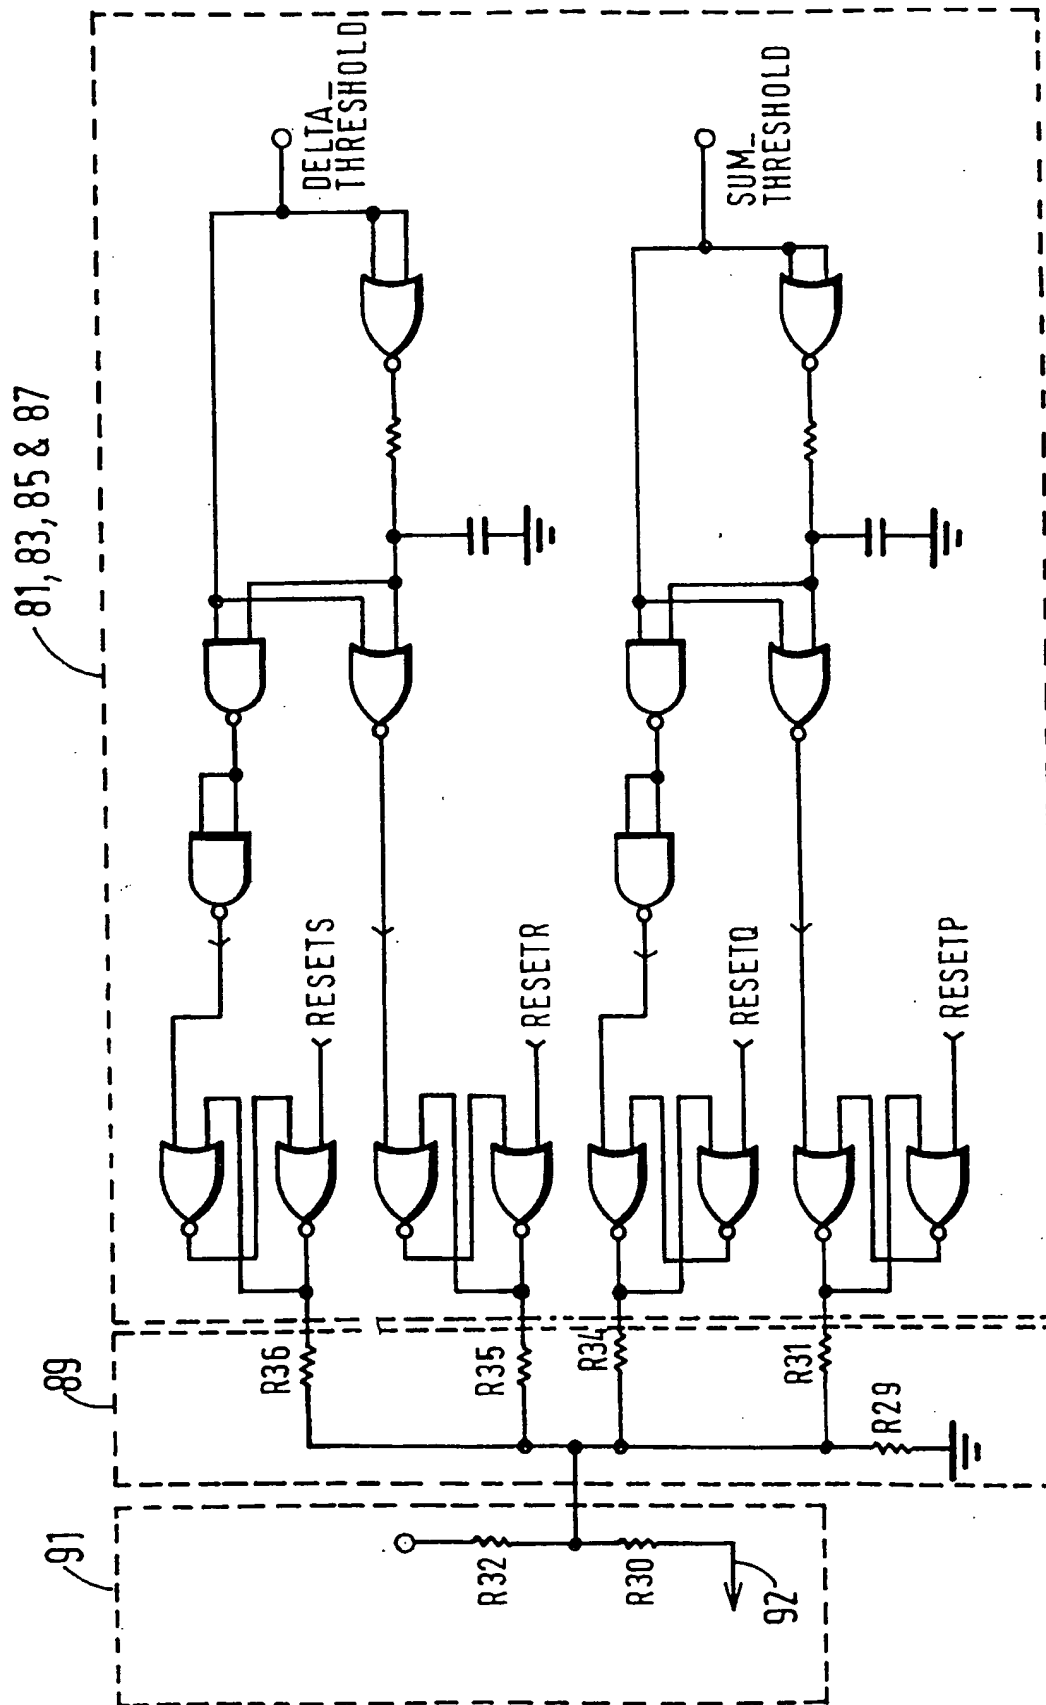 81, 83, 85 & 87
DELTA_
THRESHOLD
SUM_
THRESHOLD
RESETS
RESETR
RESETQ
RESETP
89
R36
R35
R34
R31
R29
91
R32
R30
92